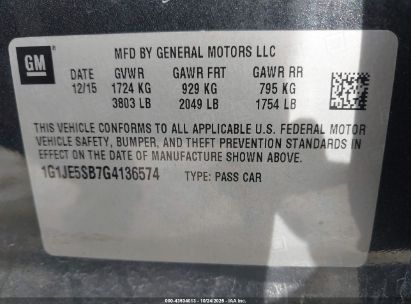 GM
MFD BY GENERAL MOTORS LLC
DATE GVWR GAWR FRT GAWR RR
12/15 1724 KG 929 KG 795 KG
3803 LB 2049 LB 1754 LB
THIS VEHICLE CONFORMS TO ALL APPLICABLE U.S. FEDERAL MOTOR
VEHICLE SAFETY, BUMPER, AND THEFT PREVENTION STANDARDS IN
EFFECT ON THE DATE OF MANUFACTURE SHOWN ABOVE.
1G1JE5SB7G4136574 TYPE: PASS CAR